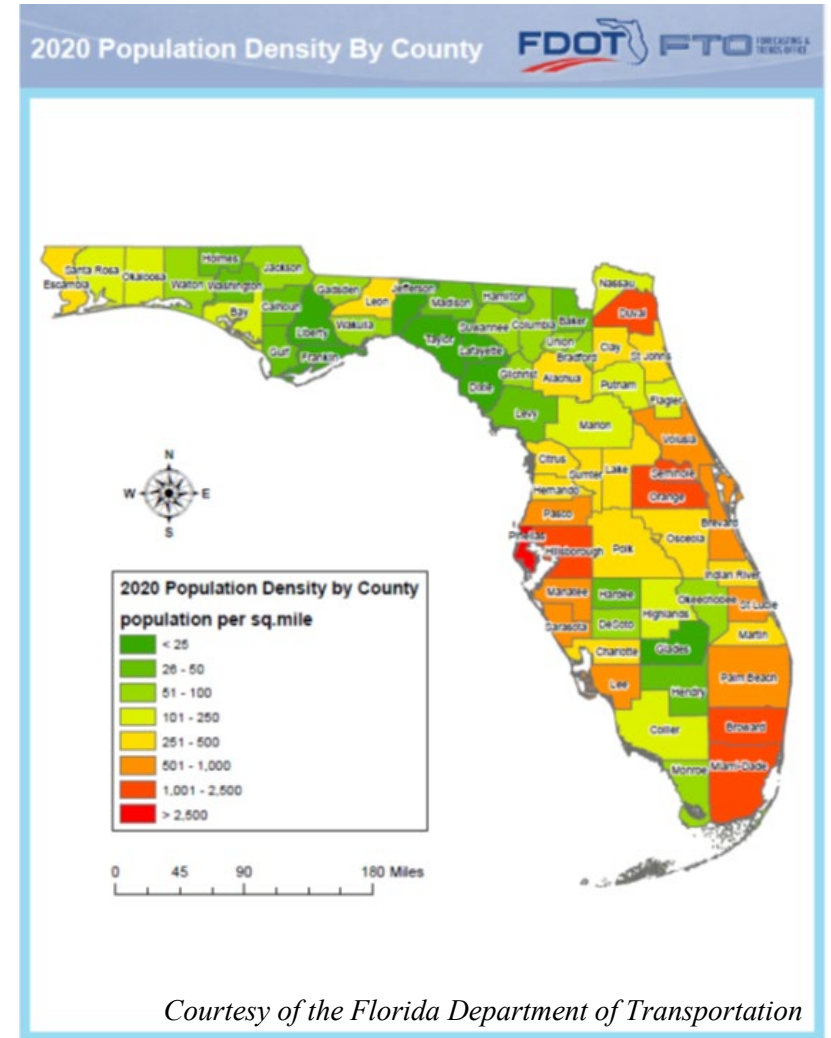 2020 Population Density By County
FDOT
FTO
FORECASTING &
TRENDS OFFICE
Holmes
Jackson
Santa Rosa
Okaloosa
Walton
Washington
Escambia
Gadsden
Jefferson
Leon
Madison
Hamilton
Nassau
Bay
Calhoun
Duval
Wakulla
Liberty
Suwannee
Columbia
Baker
Taylor
Union
Gulf
Franklin
Lafayette
Bradford
Clay
St Johns
Gilchrist
Alachua
Dixie
Putnam
Flagler
Levy
Marion
Volusia
Citrus
Sumter
Lake
Seminole
Hernando
Orange
Pasco
Brevard
Pinellas
Hillsborough
Polk
Osceola
Indian River
Manatee
Hardee
Okeechobee
St Lucie
Highlands
Sarasota
DeSoto
Martin
Charlotte
Glades
Lee
Hendry
Palm Beach
Collier
Broward
Monroe
Miami-Dade
N
W
E
S
2020 Population Density by County
population per sq.mile
< 25
26 - 50
51 - 100
101 - 250
251 - 500
501 - 1,000
1,001 - 2,500
> 2,500
0 45 90 180 Miles
Courtesy of the Florida Department of Transportation